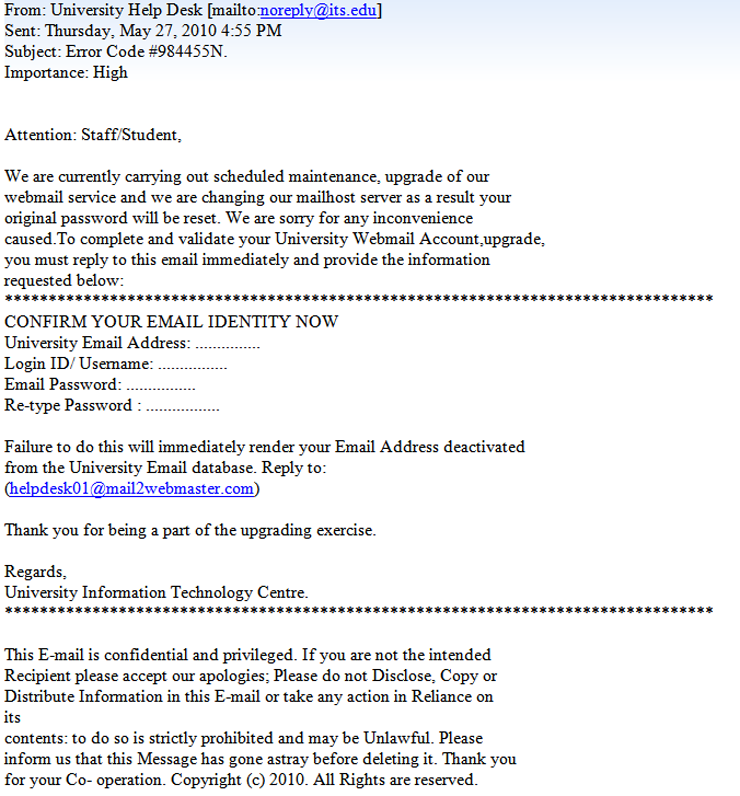 From: University Help Desk [mailto:noreply@its.edu]
Sent: Thursday, May 27, 2010 4:55 PM
Subject: Error Code #984455N.
Importance: High
Attention: Staff/Student,
We are currently carrying out scheduled maintenance, upgrade of our
webmail service and we are changing our mailhost server as a result your
original password will be reset. We are sorry for any inconvenience
caused.To complete and validate your University Webmail Account,upgrade,
you must reply to this email immediately and provide the information
requested below:
*********************************************************************************
CONFIRM YOUR EMAIL IDENTITY NOW
University Email Address: ...............
Login ID/ Username: ................
Email Password: ................
Re-type Password : .................
Failure to do this will immediately render your Email Address deactivated
from the University Email database. Reply to:
(helpdesk01@mail2webmaster.com)
Thank you for being a part of the upgrading exercise.
Regards,
University Information Technology Centre.
*********************************************************************************
This E-mail is confidential and privileged. If you are not the intended
Recipient please accept our apologies; Please do not Disclose, Copy or
Distribute Information in this E-mail or take any action in Reliance on
its
contents: to do so is strictly prohibited and may be Unlawful. Please
inform us that this Message has gone astray before deleting it. Thank you
for your Co- operation. Copyright (c) 2010. All Rights are reserved.